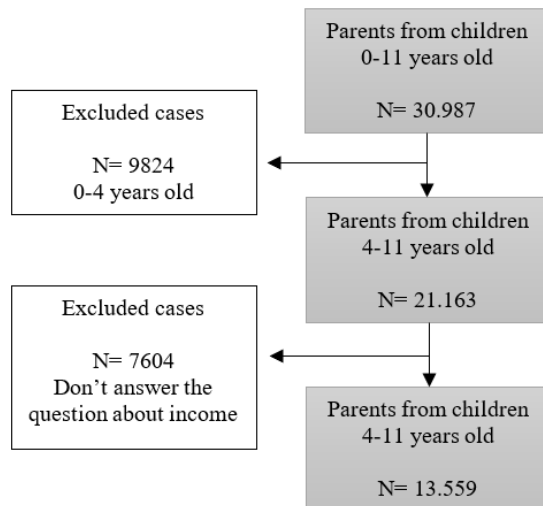 Parents from children
0-11 years old
N= 30.987
Excluded cases
N= 9824
0-4 years old
Parents from children
4-11 years old
N= 21.163
Excluded cases
N= 7604
Don’t answer the
question about income
Parents from children
4-11 years old
N= 13.559